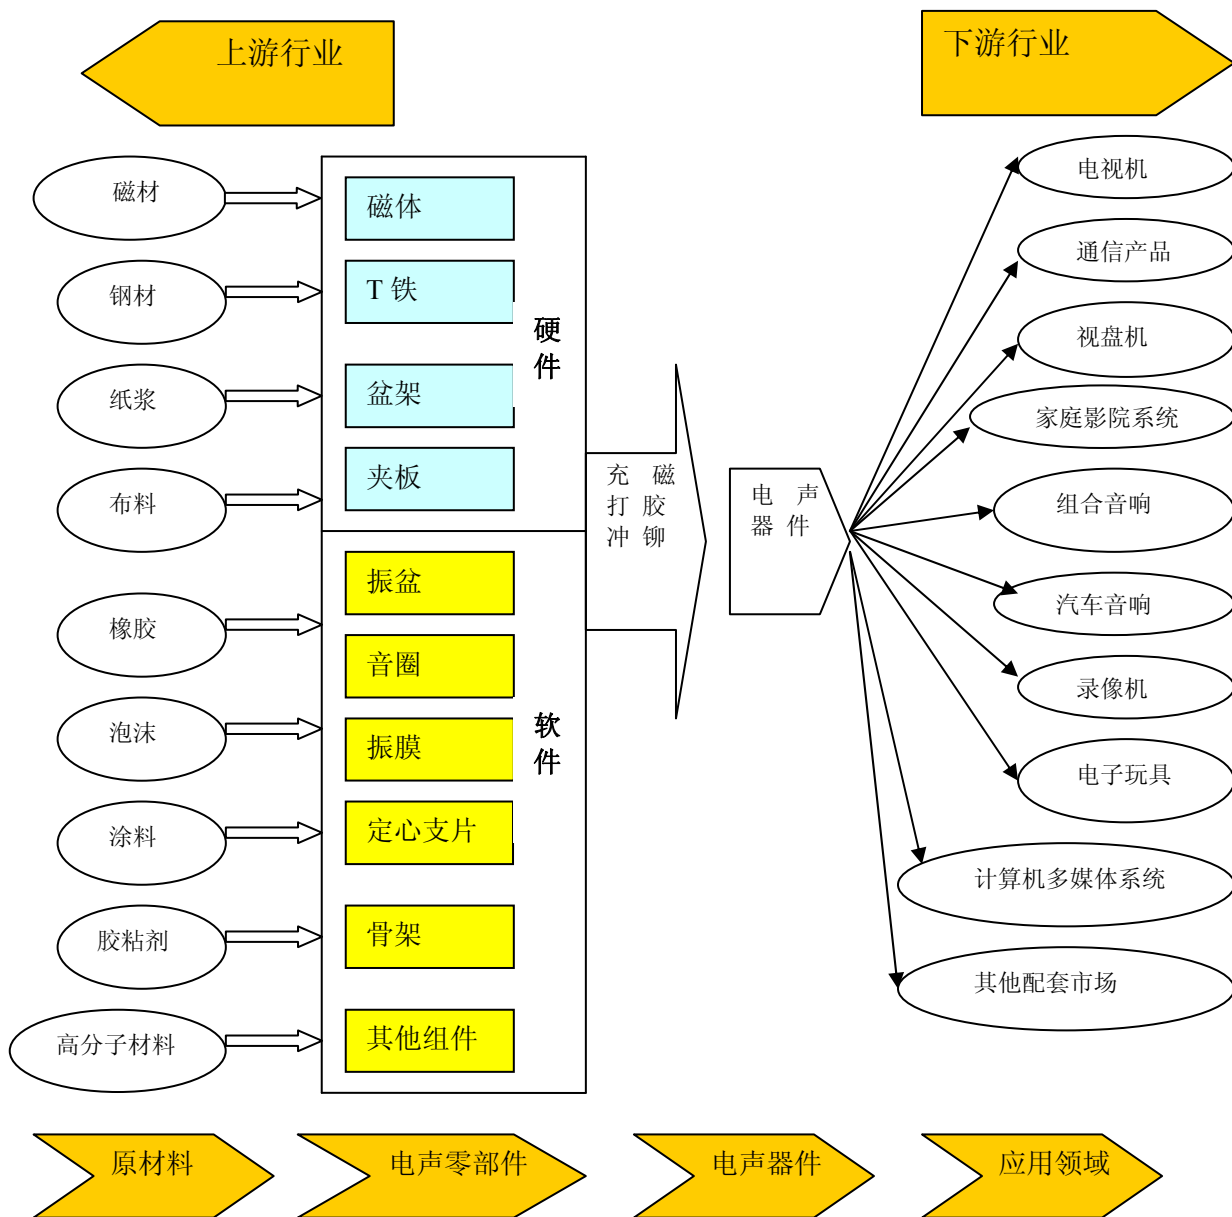 上游行业
下游行业
磁材
钢材
纸浆
布料
橡胶
泡沫
涂料
胶粘剂
高分子材料
磁体
T 铁
盆架
夹板
硬
件
振盆
音圈
振膜
定心支片
骨架
其他组件
软
件
充 磁
打 胶
冲 铆
电 声
器 件
电视机
通信产品
视盘机
家庭影院系统
组合音响
汽车音响
录像机
电子玩具
计算机多媒体系统
其他配套市场
原材料
电声零部件
电声器件
应用领域